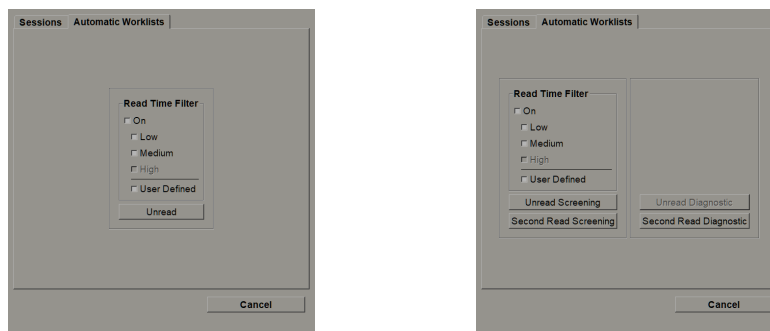 Sessions Automatic Worklists
Read Time Filter
On
Low
Medium
High
User Defined
Unread
Cancel
Sessions Automatic Worklists
Read Time Filter
On
Low
Medium
High
User Defined
Unread Screening Unread Diagnostic
Second Read Screening Second Read Diagnostic
Cancel